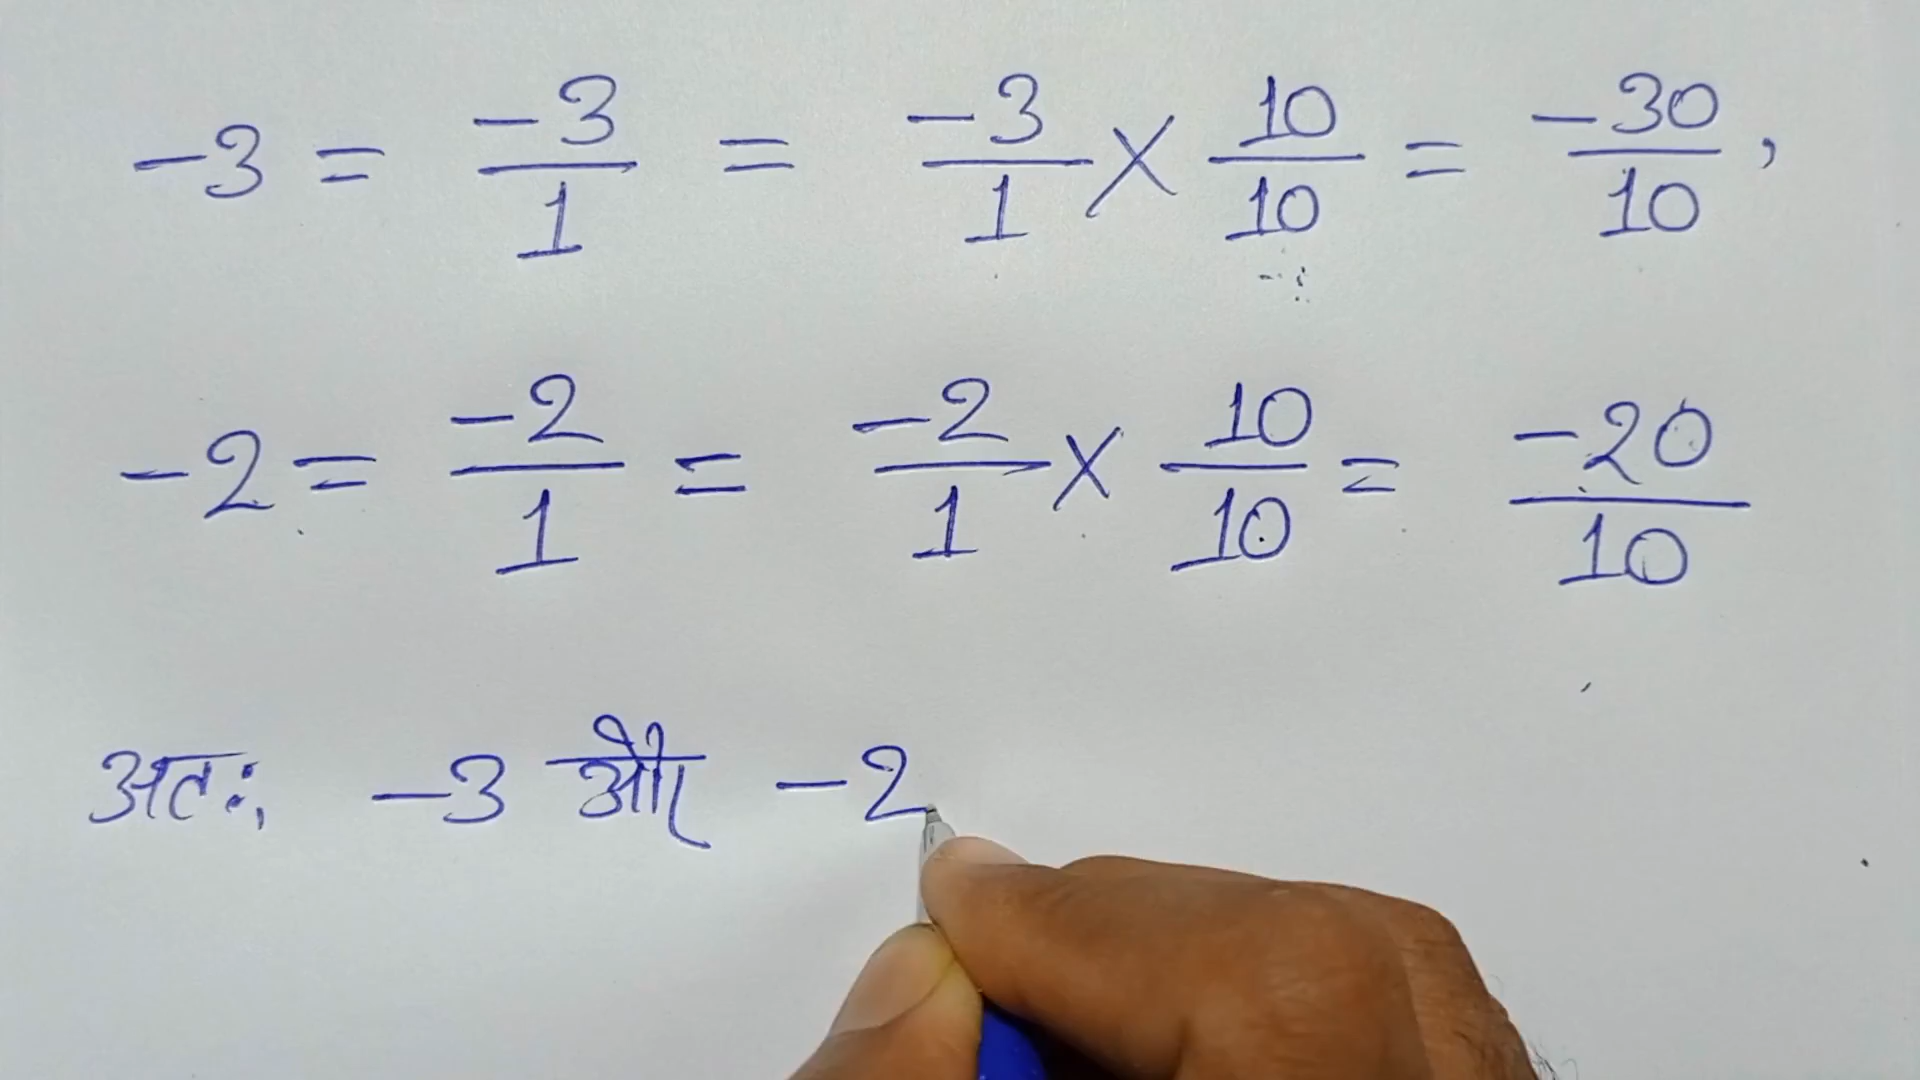 -3 = -3/1 = -3/1 × 10/10 = -30/10 ,
-2 = -2/1 = -2/1 × 10/10 = -20/10
अतः, -3 और -2